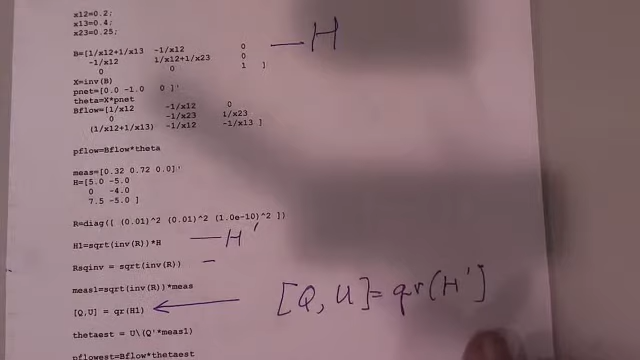 x12=0.2;
x13=0.4;
x23=0.25;
B=[1/x12+1/x13 -1/x12 0
-1/x12 1/x12+1/x23 0
0 0 1 ]
H
X=inv(B)
pnet=[0.0 -1.0 0 ]'
theta=X*pnet
Bflow=[1/x12 -1/x12 0
0 -1/x23 1/x23
(1/x12+1/x13) -1/x12 -1/x13 ]
pflow=Bflow*theta
meas=[0.32 0.72 0.0]'
H=[5.0 -5.0
0 -4.0
7.5 -5.0 ]
R=diag([ (0.01)^2 (0.01)^2 (1.0e-10)^2 ])
H1=sqrt(inv(R))*H
H'
Rsqinv = sqrt(inv(R))
meas1=sqrt(inv(R))*meas
[Q,U] = qr(H1)
[Q, U]= qr(H')
thetaest = U\(Q'*meas1)
pflowest=Bflow*thetaest